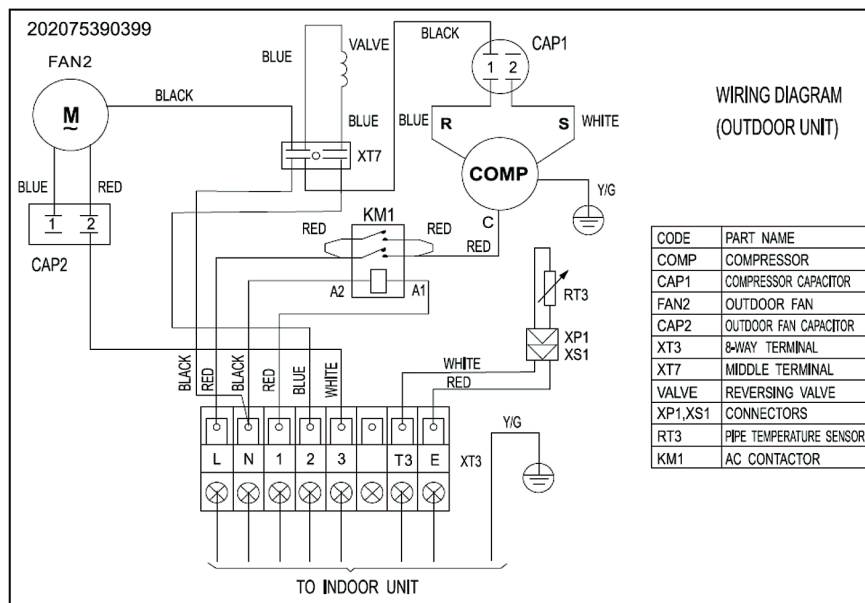 202075390399
FAN2
M
~
BLACK
BLUE
RED
1
2
CAP2
BLUE
VALVE
BLUE
XT7
BLACK
CAP1
1 2
BLUE
R
S
WHITE
COMP
Y/G
C
RED
KM1
RED
RED
A2
A1
RT3
XP1
XS1
WHITE
RED
BLACK
RED
BLACK
RED
BLUE
WHITE
L N 1 2 3 T3 E
XT3
Y/G
TO INDOOR UNIT
WIRING DIAGRAM
(OUTDOOR UNIT)
CODE PART NAME
COMP COMPRESSOR
CAP1 COMPRESSOR CAPACITOR
FAN2 OUTDOOR FAN
CAP2 OUTDOOR FAN CAPACITOR
XT3 8-WAY TERMINAL
XT7 MIDDLE TERMINAL
VALVE REVERSING VALVE
XP1,XS1 CONNECTORS
RT3 PIPE TEMPERATURE SENSOR
KM1 AC CONTACTOR